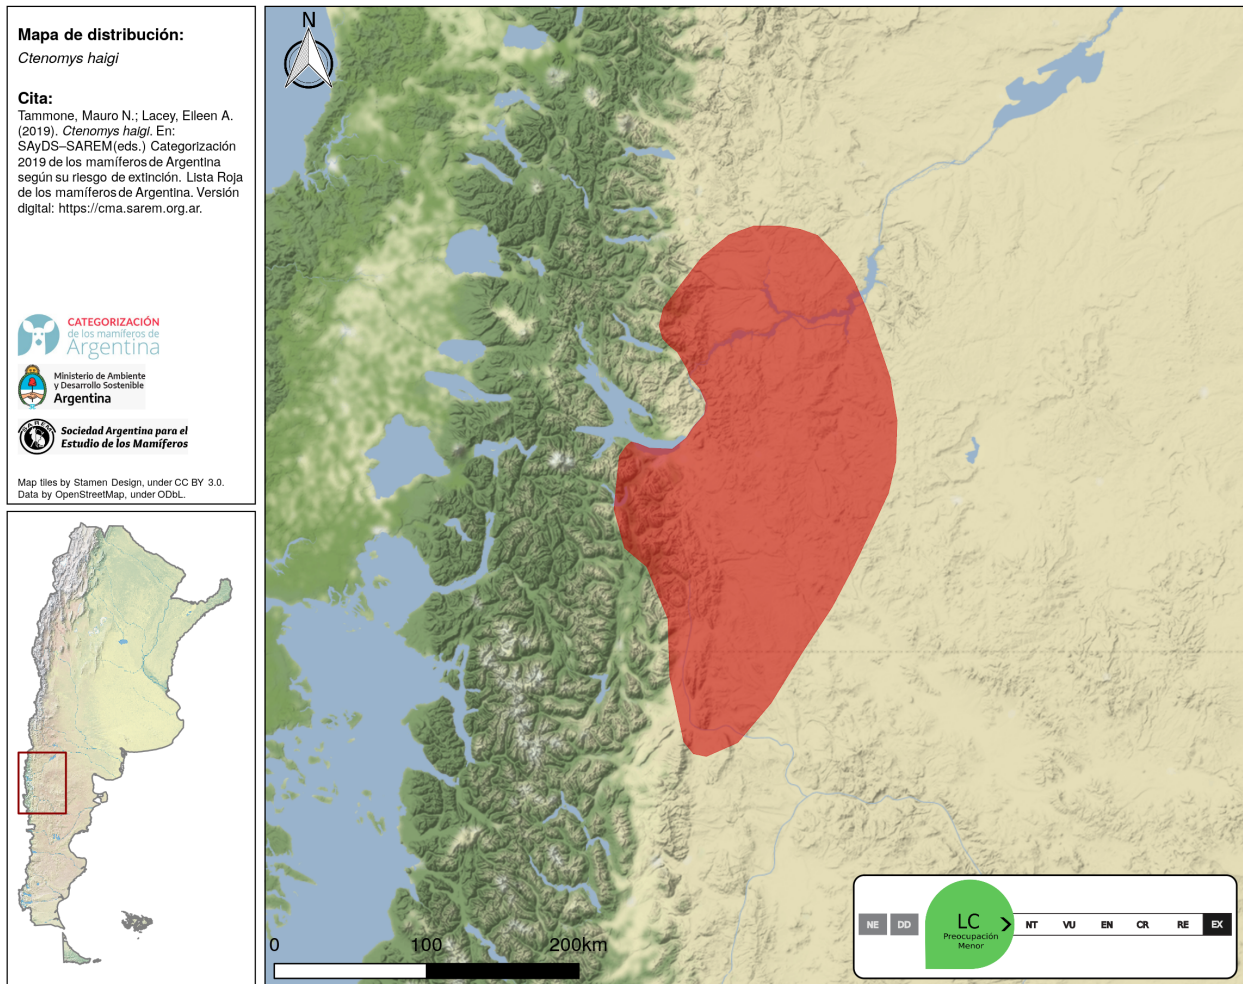 Mapa de distribución:
Ctenomys haigi
Cita:
Tammone, Mauro N.; Lacey, Eileen A.
(2019). Ctenomys haigi. En:
SAyDS–SAREM(eds.) Categorización
2019 de los mamíferos de Argentina
según su riesgo de extinción. Lista Roja
de los mamíferos de Argentina. Versión
digital: https://cma.sarem.org.ar.
CATEGORIZACIÓN
de los mamíferos de
Argentina
Ministerio de Ambiente
y Desarrollo Sostenible
Argentina
SAREM
Sociedad Argentina para el
Estudio de los Mamíferos
Map tiles by Stamen Design, under CC BY 3.0.
Data by OpenStreetMap, under ODbL.
N
0 100 200km
NE DD LC NT VU EN CR RE EX
Preocupación
Menor